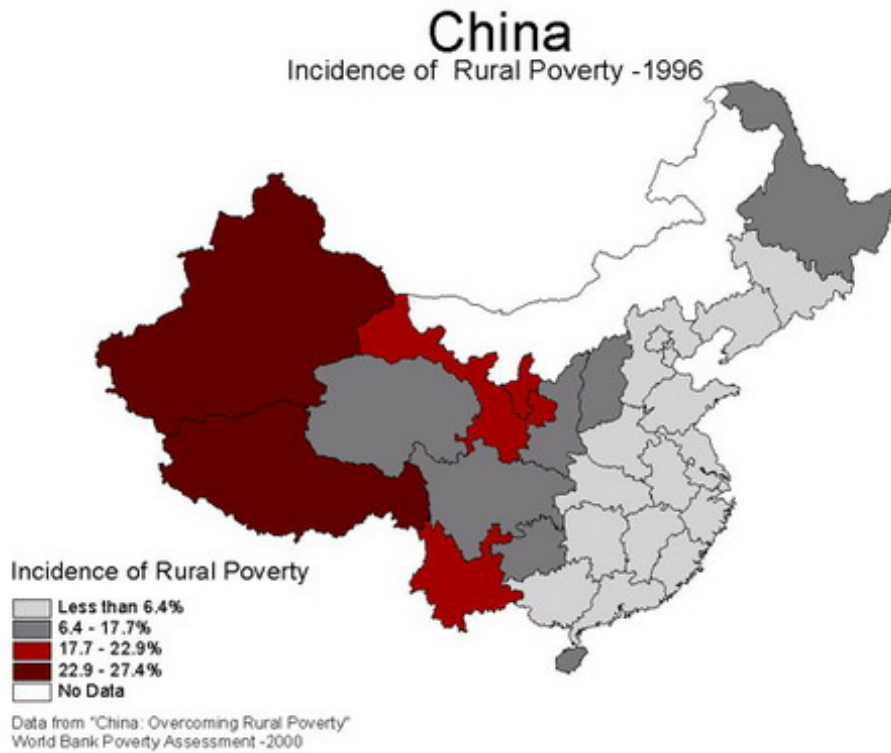 China
Incidence of Rural Poverty -1996
Incidence of Rural Poverty
Less than 6.4%
6.4 - 17.7%
17.7 - 22.9%
22.9 - 27.4%
No Data
Data from "China: Overcoming Rural Poverty"
World Bank Poverty Assessment -2000